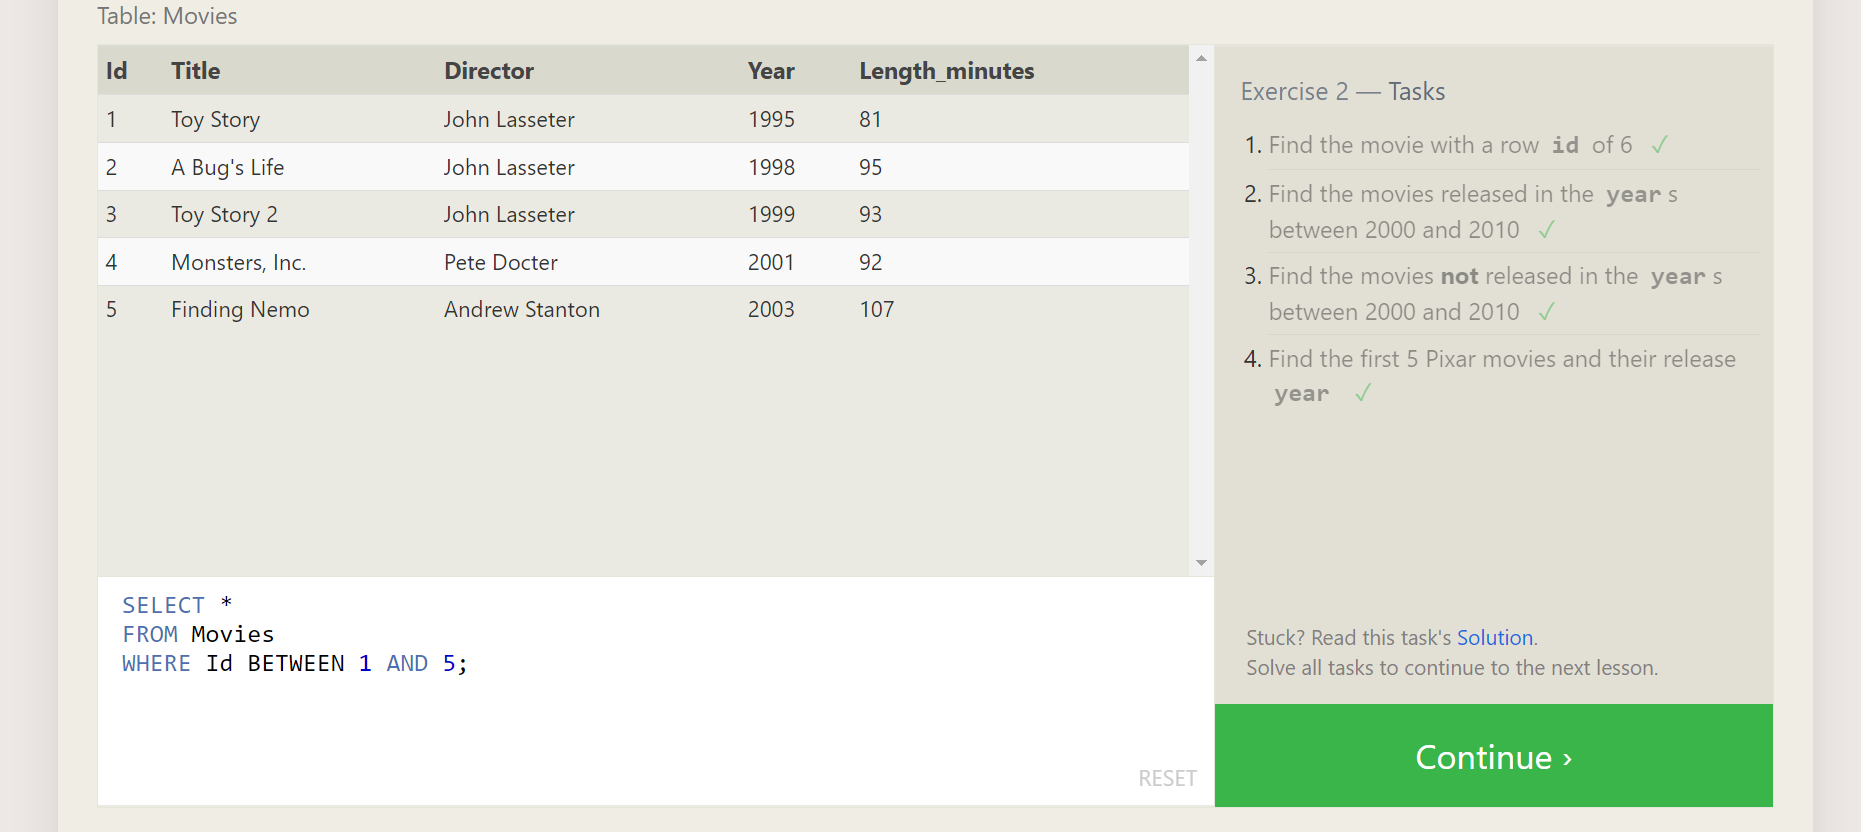 Table: Movies
Id Title Director Year Length_minutes
1 Toy Story John Lasseter 1995 81
2 A Bug's Life John Lasseter 1998 95
3 Toy Story 2 John Lasseter 1999 93
4 Monsters, Inc. Pete Docter 2001 92
5 Finding Nemo Andrew Stanton 2003 107
SELECT *
FROM Movies
WHERE Id BETWEEN 1 AND 5;
RESET
Exercise 2 — Tasks
1. Find the movie with a row id of 6 ✓
2. Find the movies released in the year s
between 2000 and 2010 ✓
3. Find the movies not released in the year s
between 2000 and 2010 ✓
4. Find the first 5 Pixar movies and their release
year ✓
Stuck? Read this task's Solution.
Solve all tasks to continue to the next lesson.
Continue ›